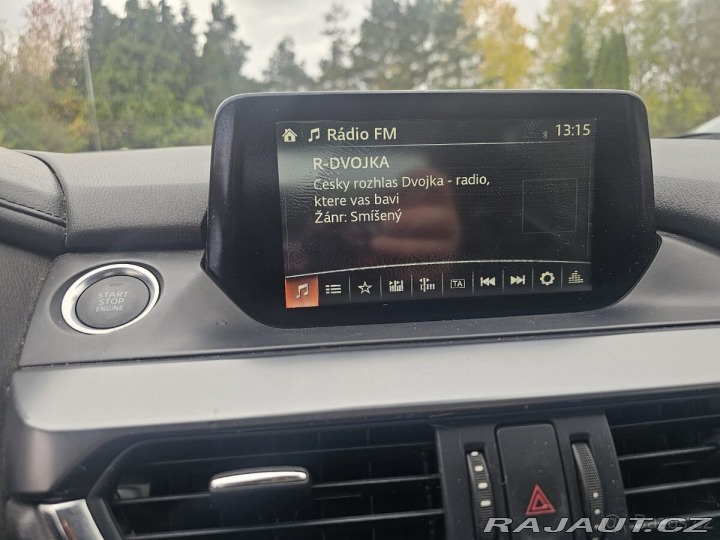 Rádio FM
13:15
R-DVOJKA
Česky rozhlas Dvojka - radio,
ktere vas bavi
Žánr: Smíšený
TA
START
STOP
ENGINE
RAJAUT.CZ